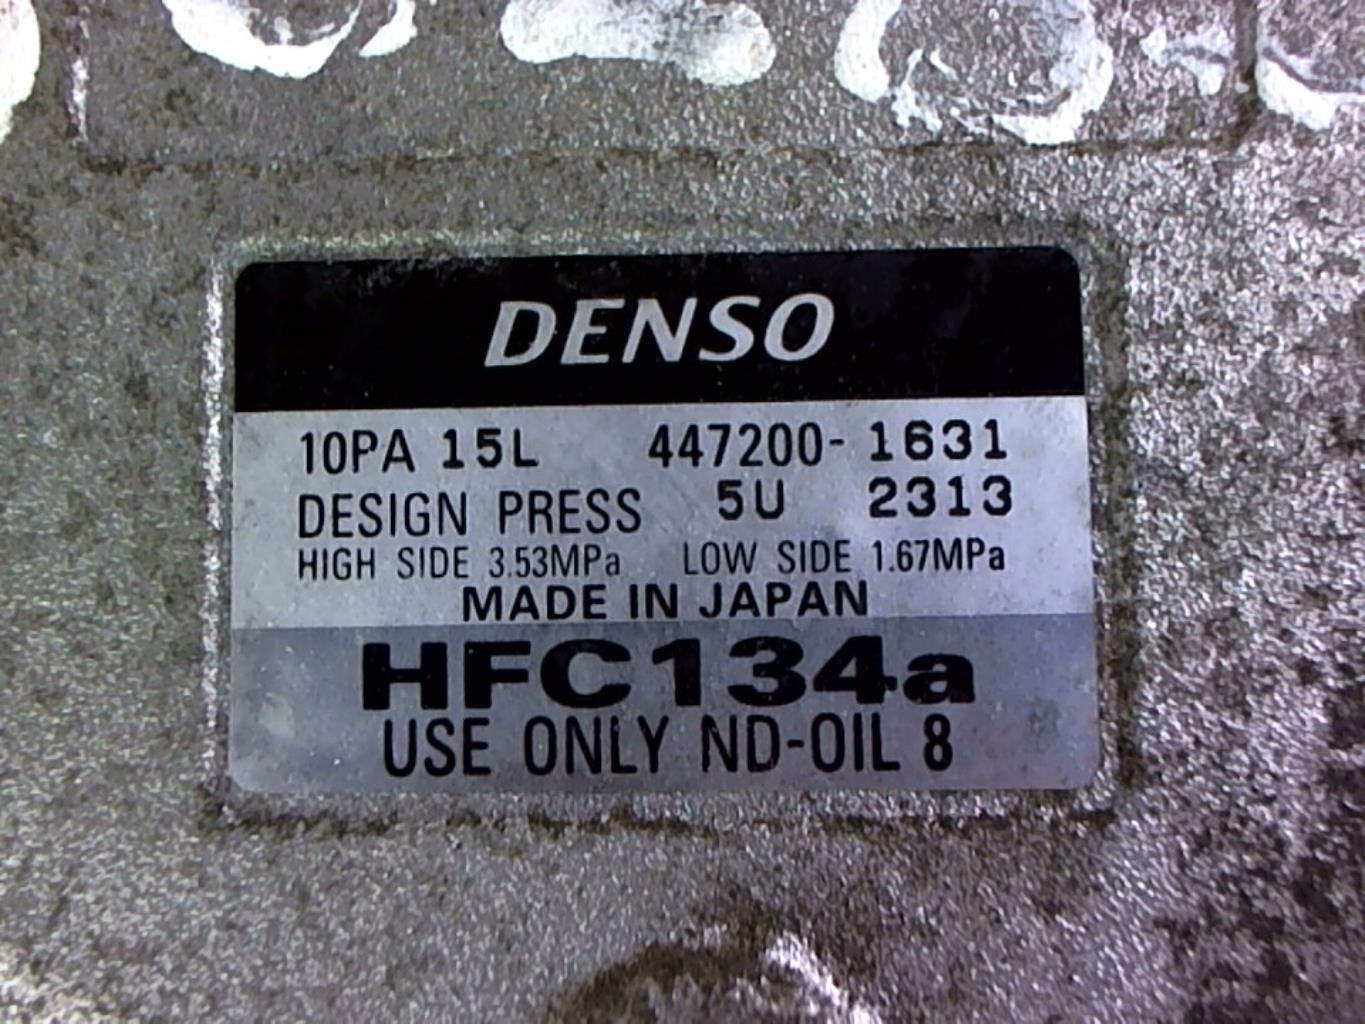 DENSO
10PA 15L 447200-1631
DESIGN PRESS 5U 2313
HIGH SIDE 3.53MPa LOW SIDE 1.67MPa
MADE IN JAPAN
HFC134a
USE ONLY ND-OIL 8